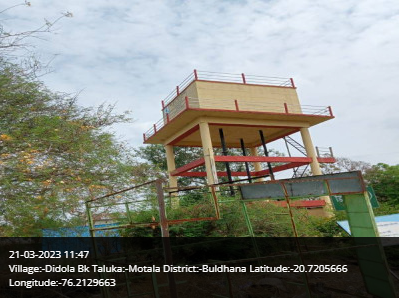 21-03-2023 11:47
Village:-Didola Bk Taluka:-Motala District:-Buldhana Latitude:-20.7205666
Longitude:-76.2129663